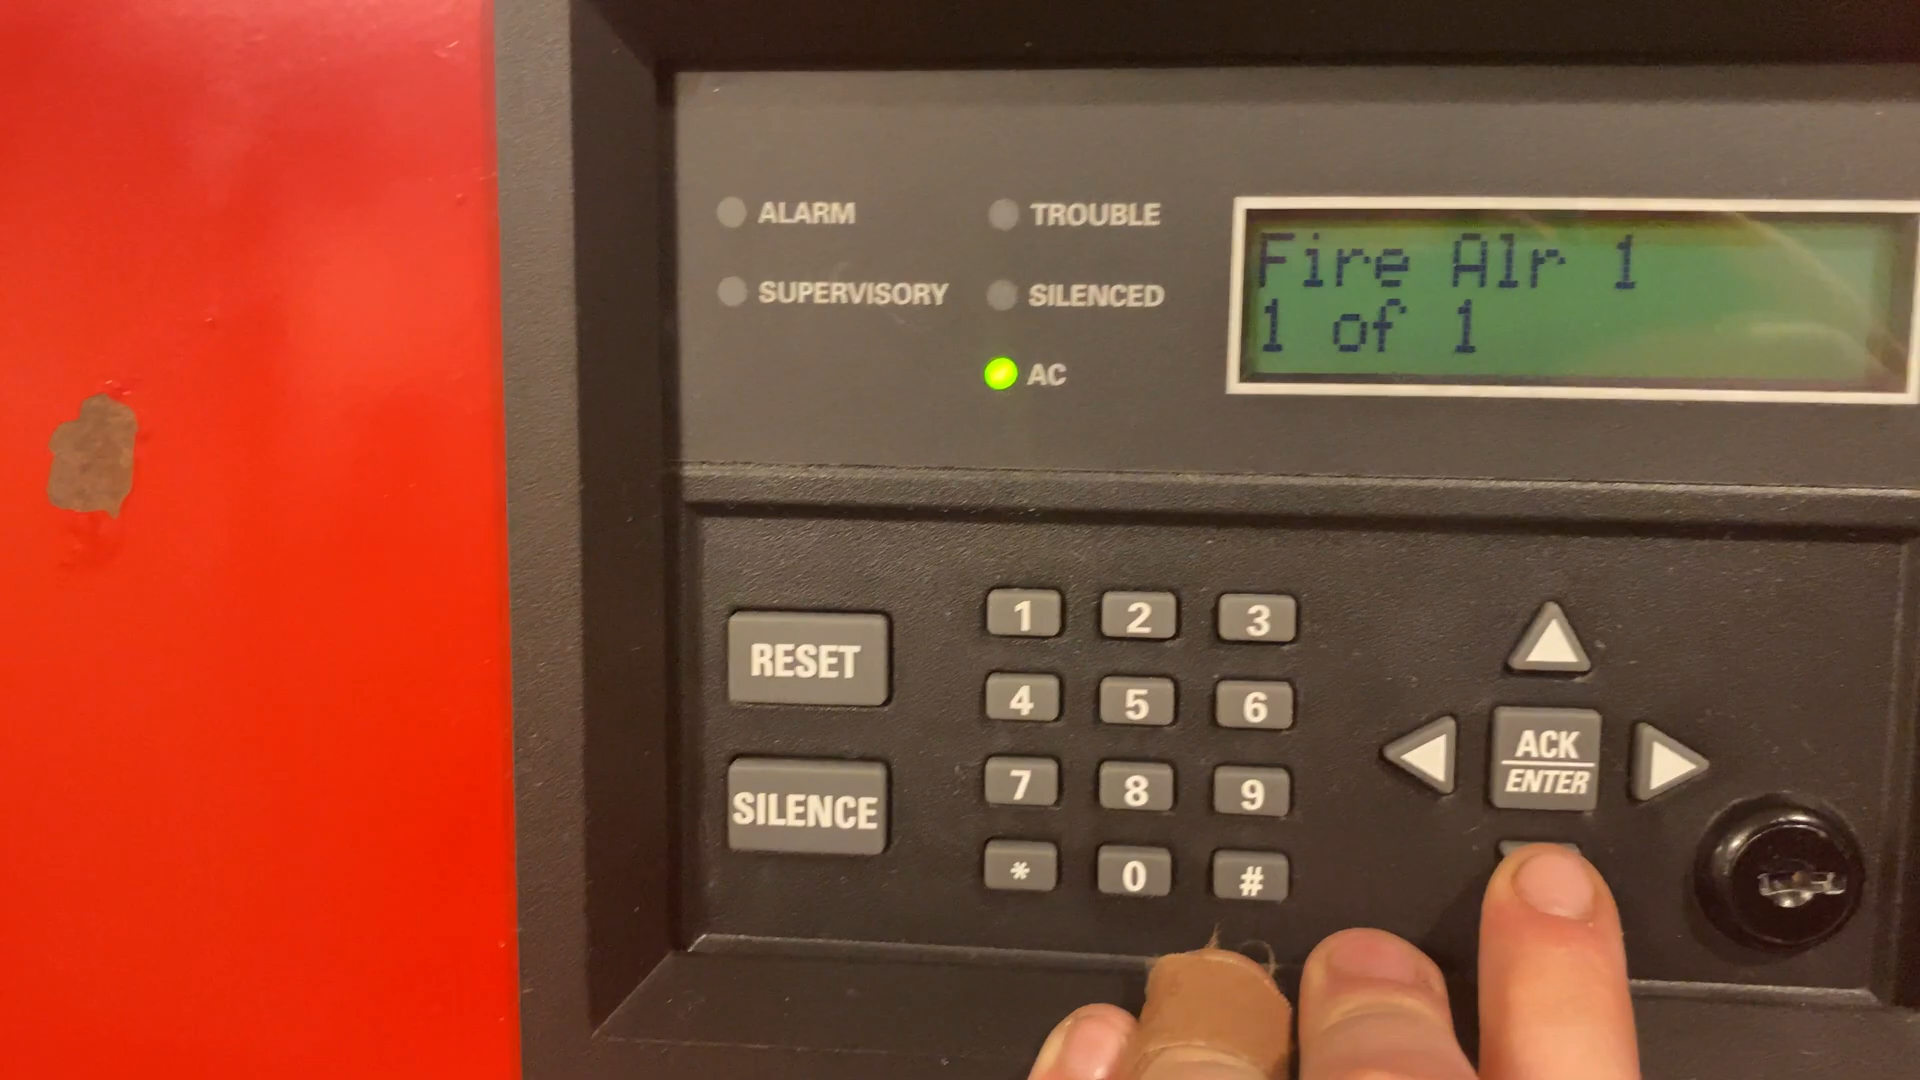 ALARM
TROUBLE
SUPERVISORY
SILENCED
AC
Fire Alr 1
1 of 1
RESET
SILENCE
1 2 3
4 5 6
7 8 9
* 0 #
ACK
ENTER